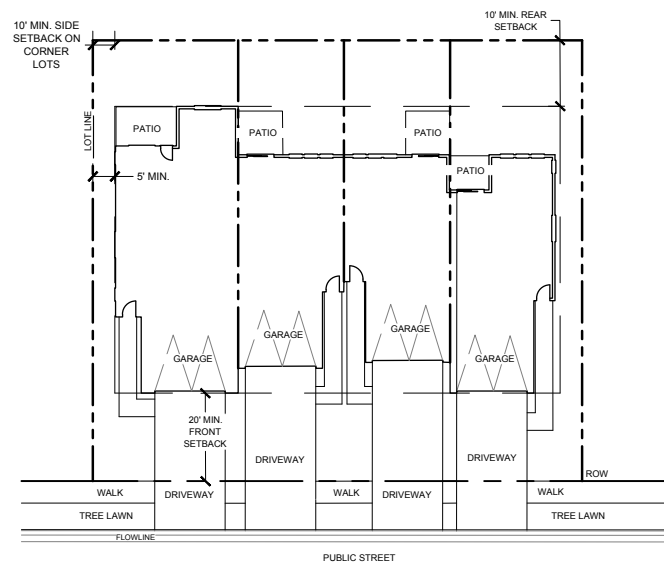 10' MIN. SIDE
SETBACK ON
CORNER
LOTS
10' MIN. REAR
SETBACK
LOT LINE
PATIO
PATIO
PATIO
PATIO
5' MIN.
GARAGE
GARAGE
GARAGE
GARAGE
20' MIN.
FRONT
SETBACK
DRIVEWAY
DRIVEWAY
ROW
WALK
DRIVEWAY
WALK
DRIVEWAY
WALK
TREE LAWN
TREE LAWN
FLOWLINE
PUBLIC STREET